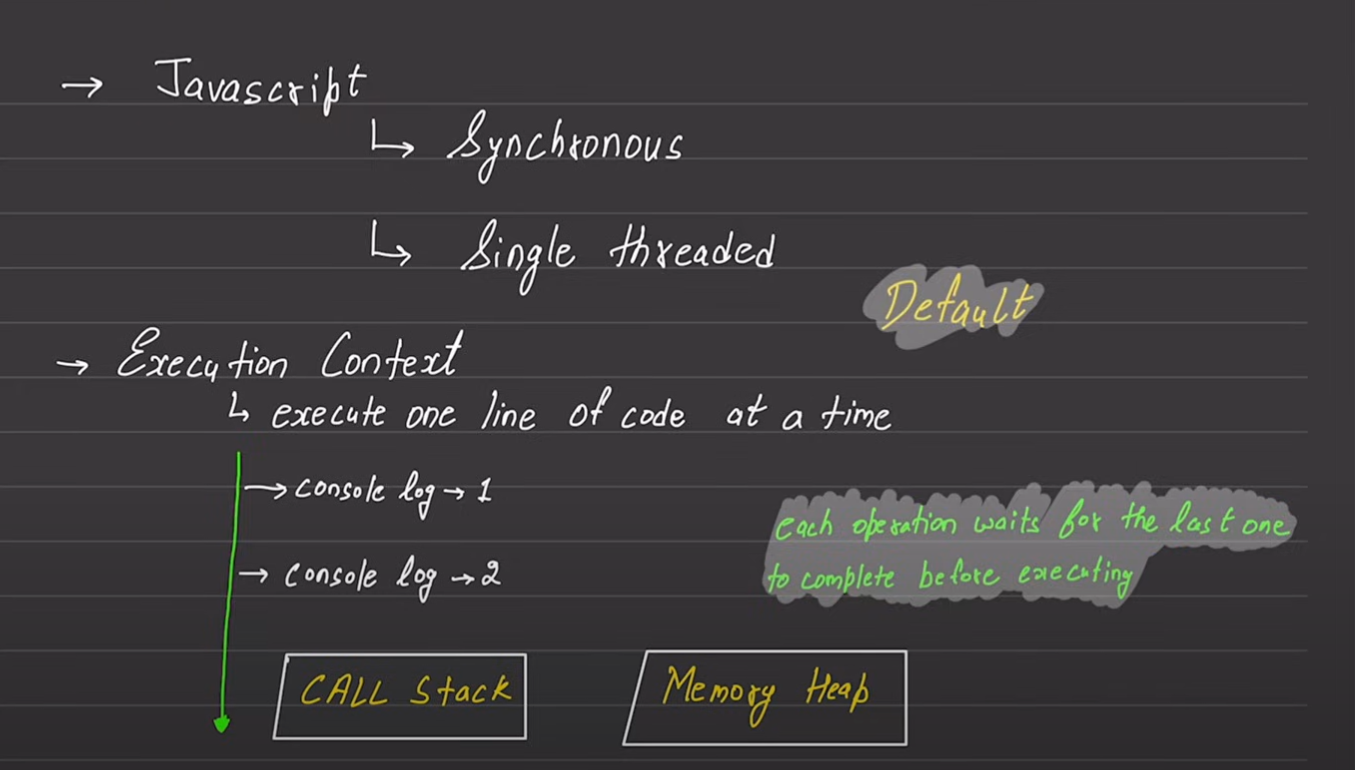 → Javascript
↳ Synchronous
↳ Single threaded
Default
→ Execution Context
↳ execute one line of code at a time
→ console log → 1
each operation waits for the last one
→ console log → 2
to complete before executing
CALL Stack
Memory Heap